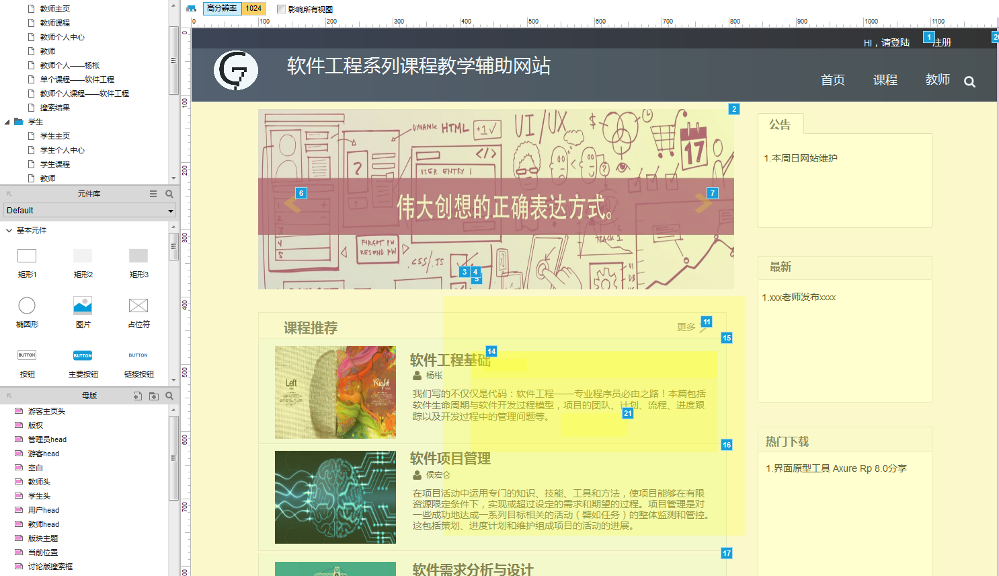 教师主页
教师课程
教师个人中心
教师
教师个人——杨枨
单个课程——软件工程
教师个人课程——软件工程
搜索结果
学生
学生主页
学生个人中心
学生课程
教师
元件库
Default
基本元件
矩形1
矩形2
矩形3
椭圆形
图片
占位符
BUTTON
BUTTON
BUTTON
按钮
主要按钮
链接按钮
母版
游客主页头
版权
管理员head
游客head
空白
教师头
学生头
用户head
教师head
版块主题
当前位置
讨论版搜索框
高分辨率
1024
影响所有视图
0 100 200 300 400 500 600 700 800 900 1000 1100
0
100
200
300
400
500
600
700
HI，请登陆
1
注册
软件工程系列课程教学辅助网站
首页
课程
教师
2
DYNAMIC HTML
+1√
UI/UX
$
17
</>
?
USER ENTRY 1
6
7
伟大创想的正确表达方式。
1
2
3
4
5
FORGOT PW
RESEND PW
.CSS/.JS
TRACK 1
3
4
5
课程推荐
更多
11
15
14
Left
Right
软件工程基础
杨枨
我们写的不仅仅是代码：软件工程——专业程序员必由之路！本篇包括
软件生命周期与软件开发过程模型，项目的团队、计划、流程、进度跟
踪以及开发过程中的管理问题等。
21
16
软件项目管理
侯宏仑
在项目活动中运用专门的知识、技能、工具和方法，使项目能够在有限
资源限定条件下，实现或超过设定的需求和期望的过程。项目管理是对
一些成功地达成一系列目标相关的活动（譬如任务）的整体监测和管控。
这包括策划、进度计划和维护组成项目的活动的进展。
17
软件需求分析与设计
公告
1.本周日网站维护
最新
1.xxx老师发布xxxx
热门下载
1.界面原型工具 Axure Rp 8.0分享